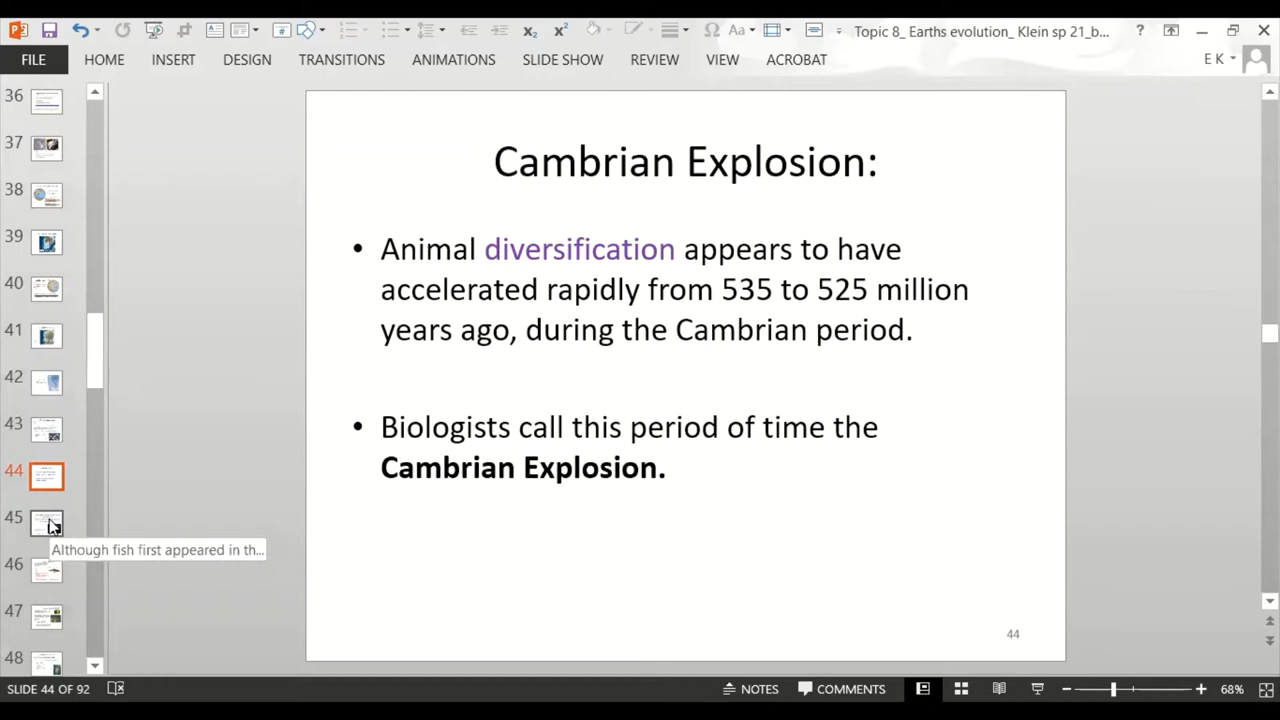 Topic 8_ Earths evolution_ Klein sp 21_b...
FILE HOME INSERT DESIGN TRANSITIONS ANIMATIONS SLIDE SHOW REVIEW VIEW ACROBAT E K
36
37
38
39
40
41
42
43
44
45
46
47
48
Although fish first appeared in th...
Cambrian Explosion:
• Animal diversification appears to have
accelerated rapidly from 535 to 525 million
years ago, during the Cambrian period.
• Biologists call this period of time the
Cambrian Explosion.
44
SLIDE 44 OF 92 NOTES COMMENTS 68%